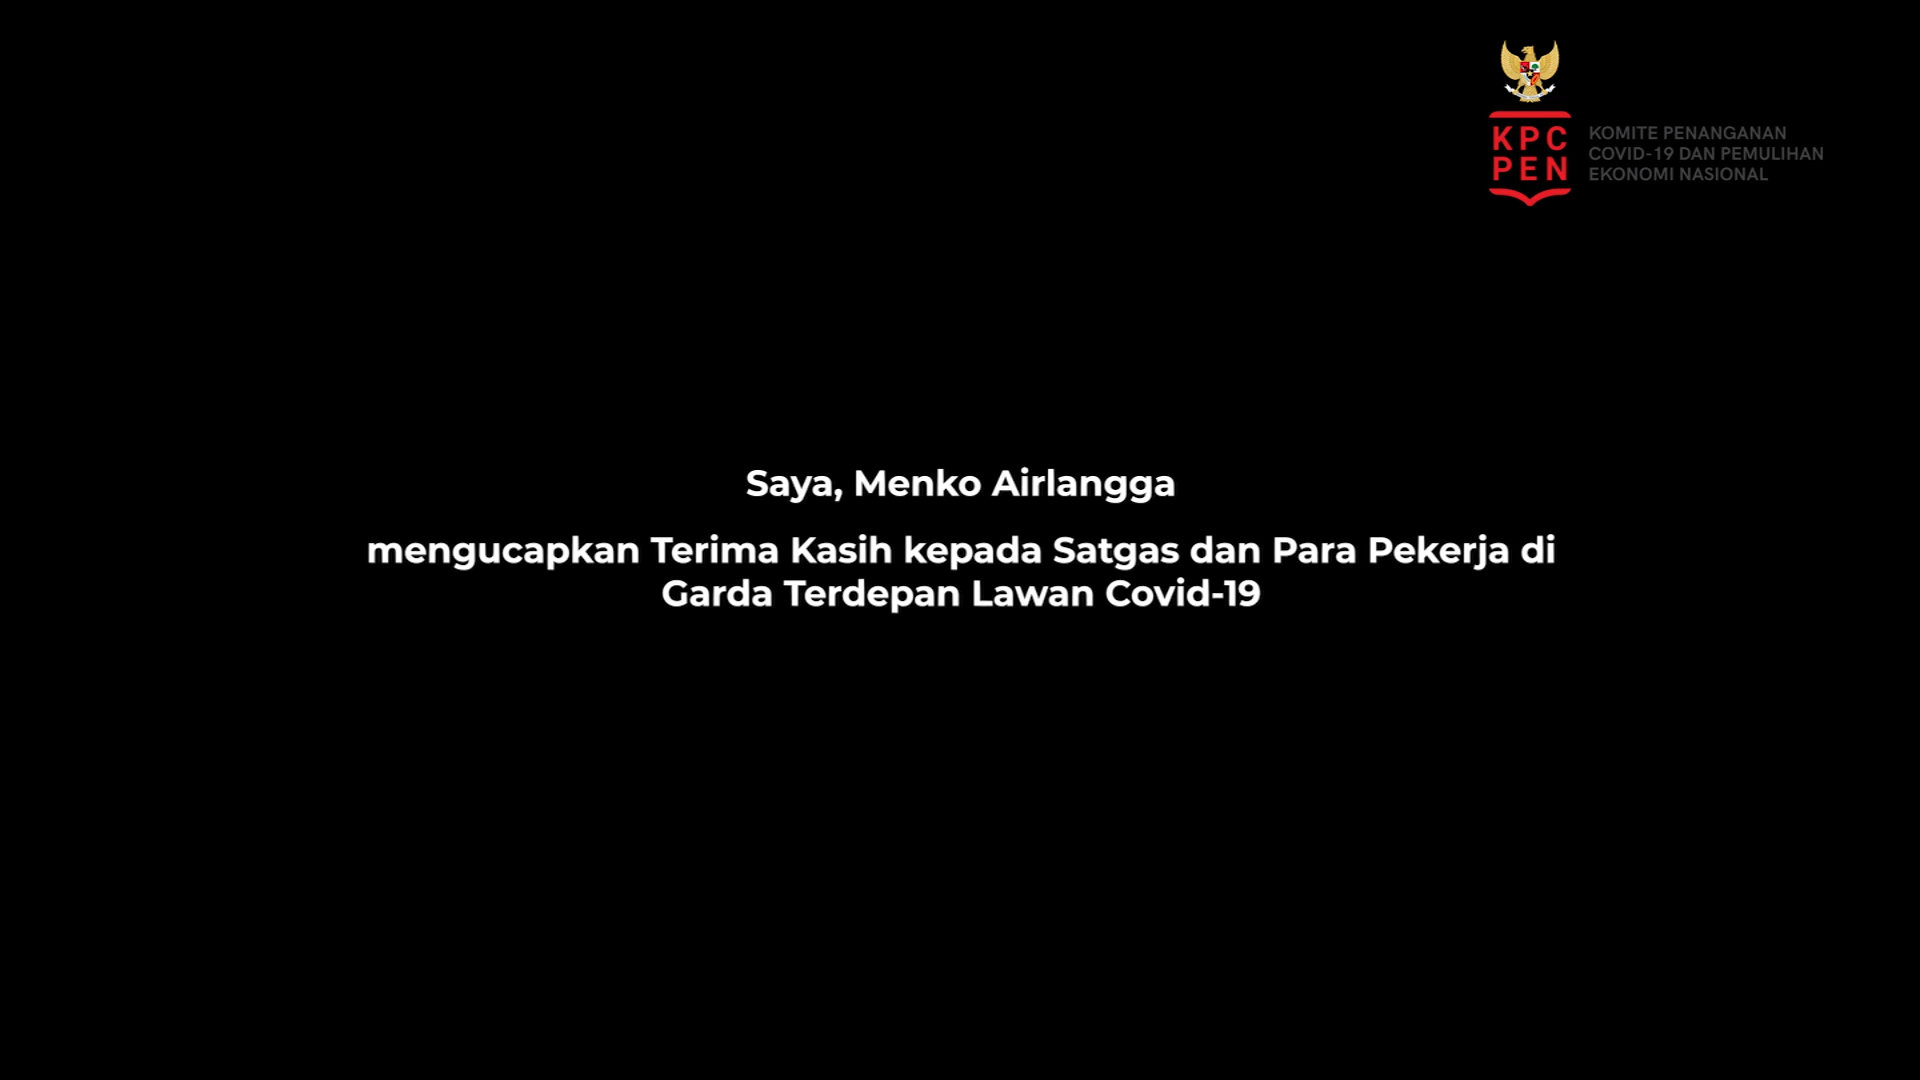 KPC
PEN
KOMITE PENANGANAN
COVID-19 DAN PEMULIHAN
EKONOMI NASIONAL
Saya, Menko Airlangga
mengucapkan Terima Kasih kepada Satgas dan Para Pekerja di
Garda Terdepan Lawan Covid-19